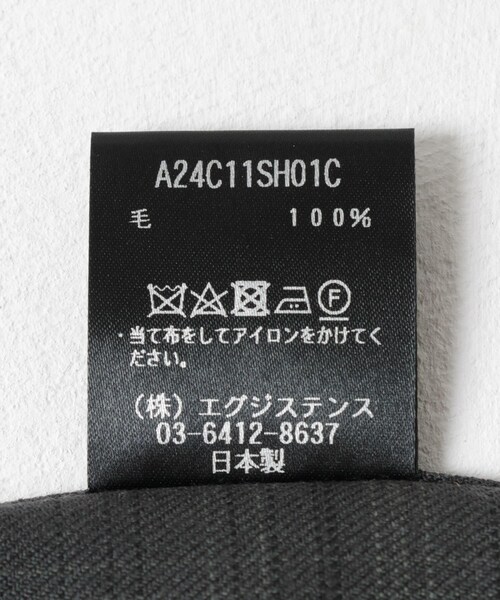 A24C11SH01C
毛 100%
F
・当て布をしてアイロンをかけてく
ださい。
(株) エグジステンス
03-6412-8637
日本製